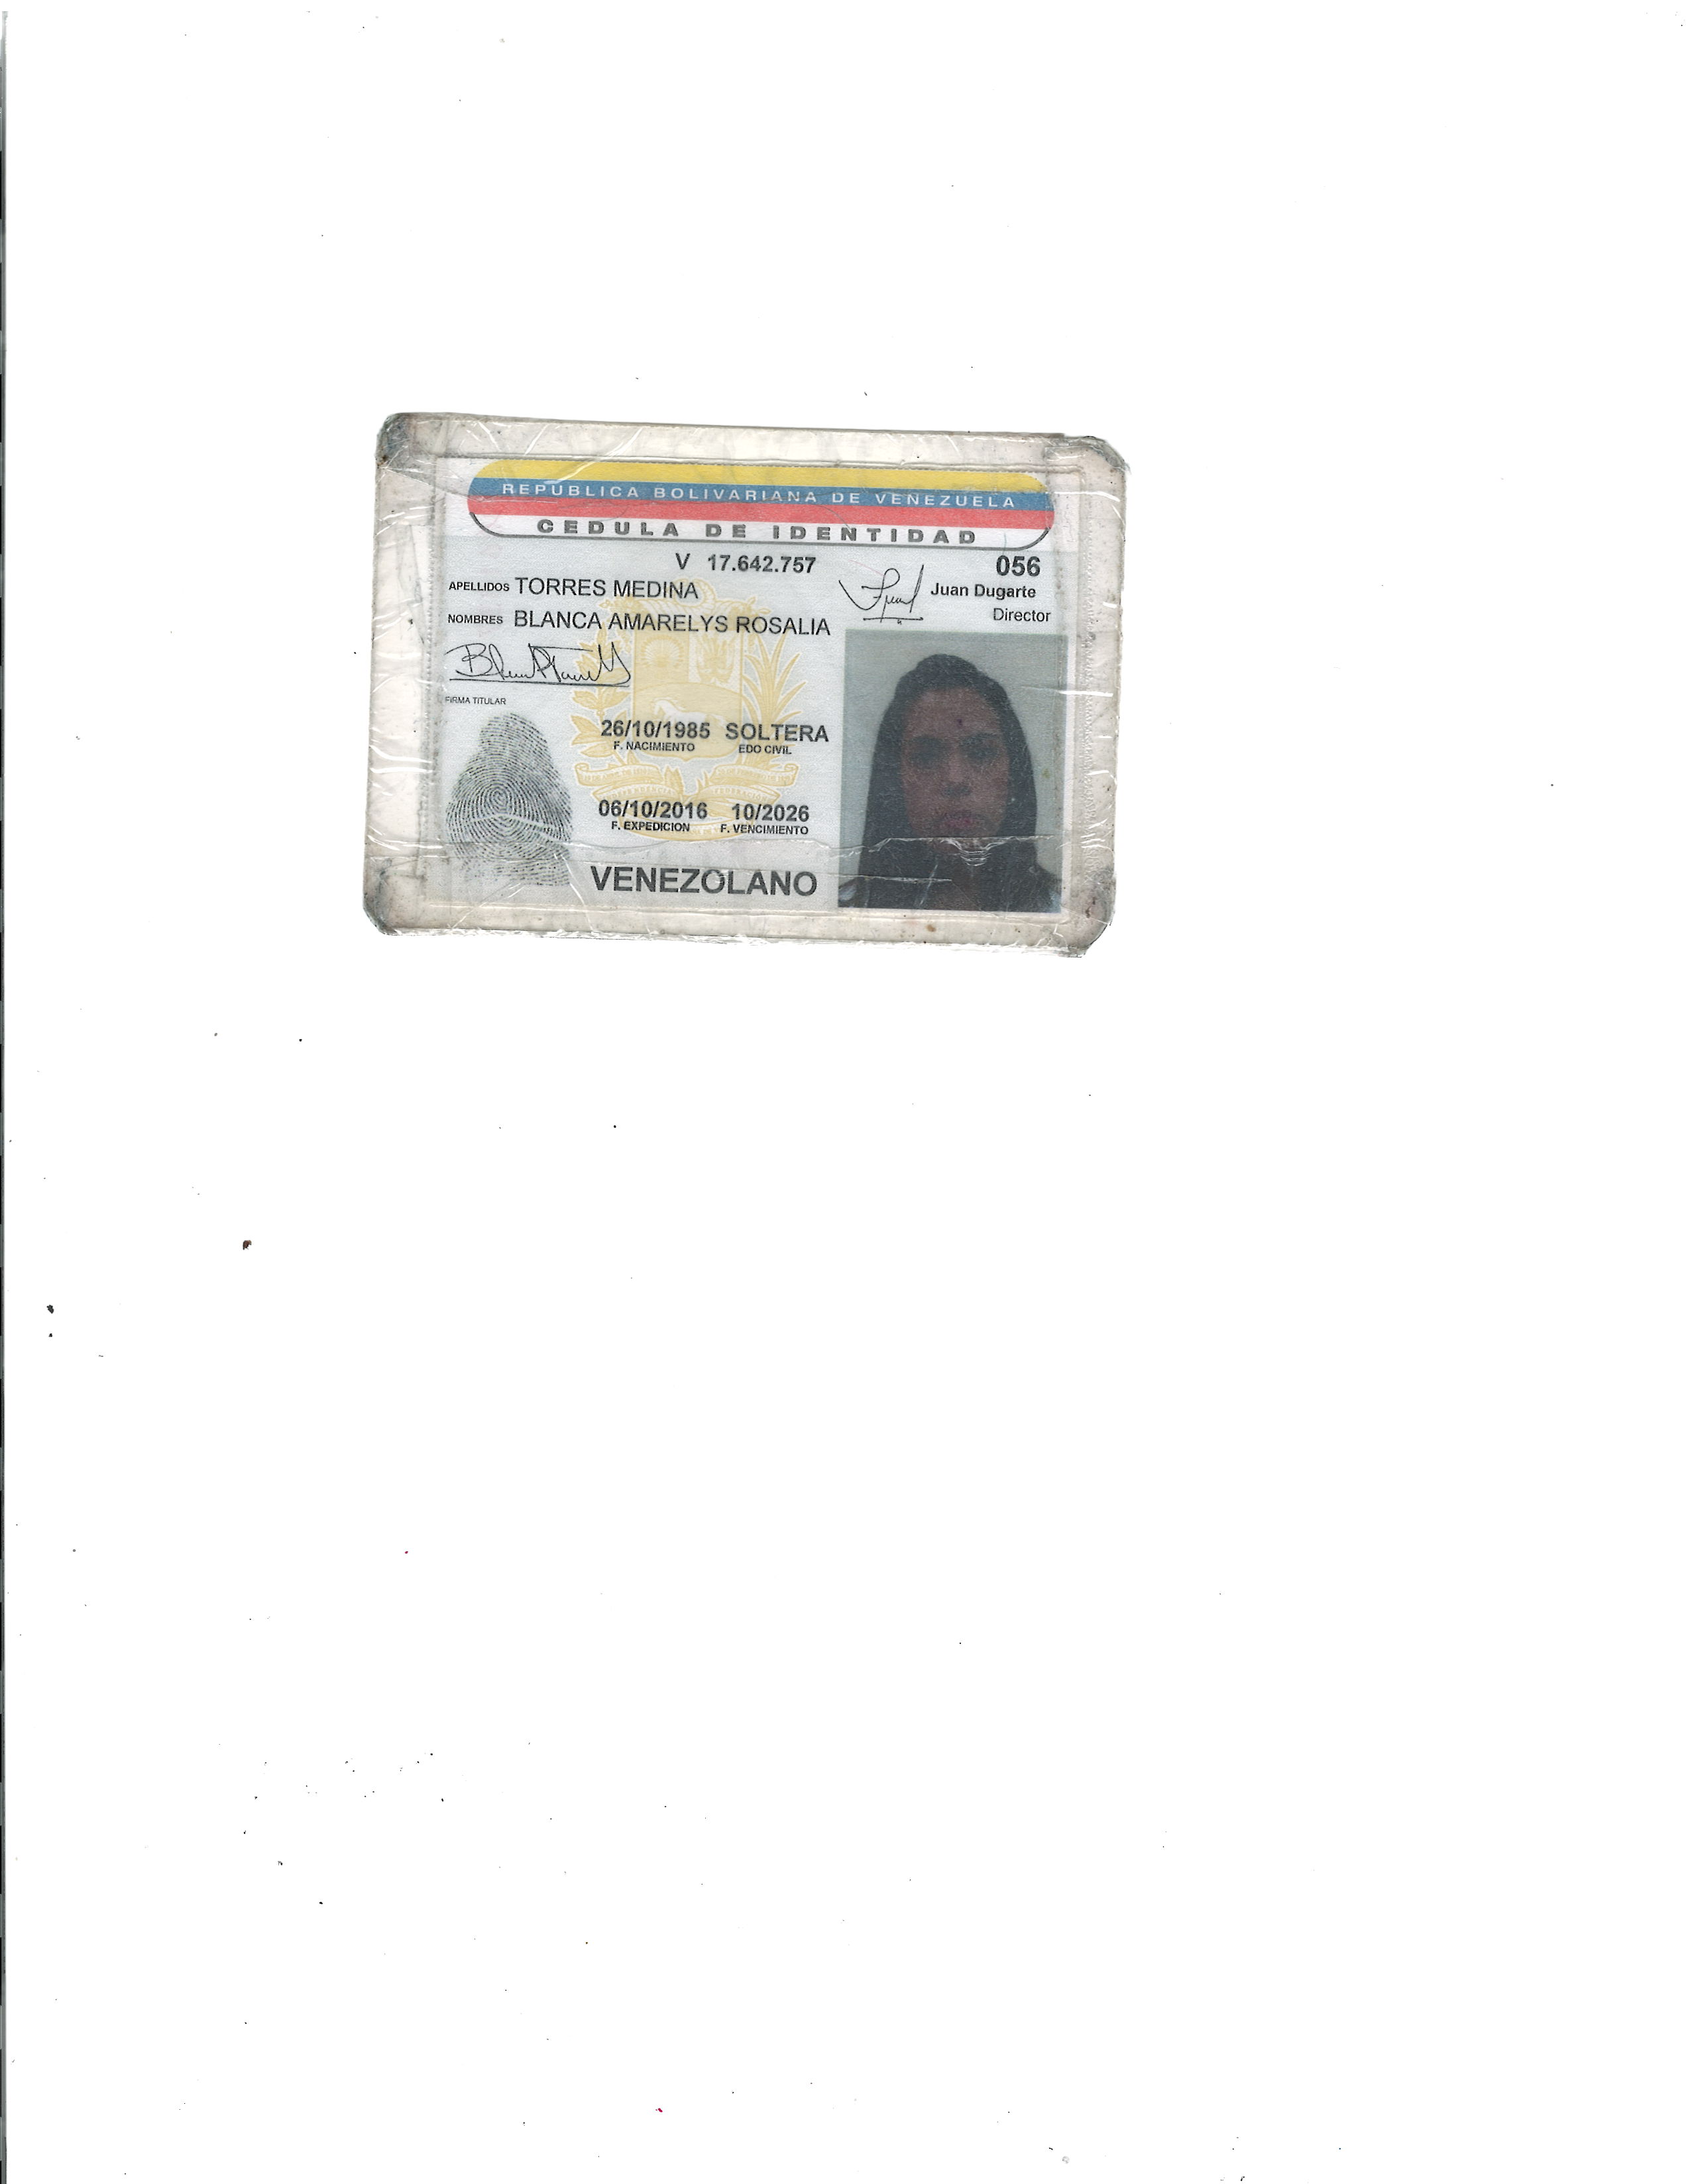 REPÚBLICA BOLIVARIANA DE VENEZUELA
CEDULA DE IDENTIDAD
V 17.642.757
056
APELLIDOS TORRES MEDINA
Juan Dugarte
Director
NOMBRES BLANCA AMARELYS ROSALIA
FIRMA TITULAR
26/10/1985 SOLTERA
F. NACIMIENTO EDO CIVIL
06/10/2016 10/2026
F. EXPEDICION F. VENCIMIENTO
VENEZOLANO